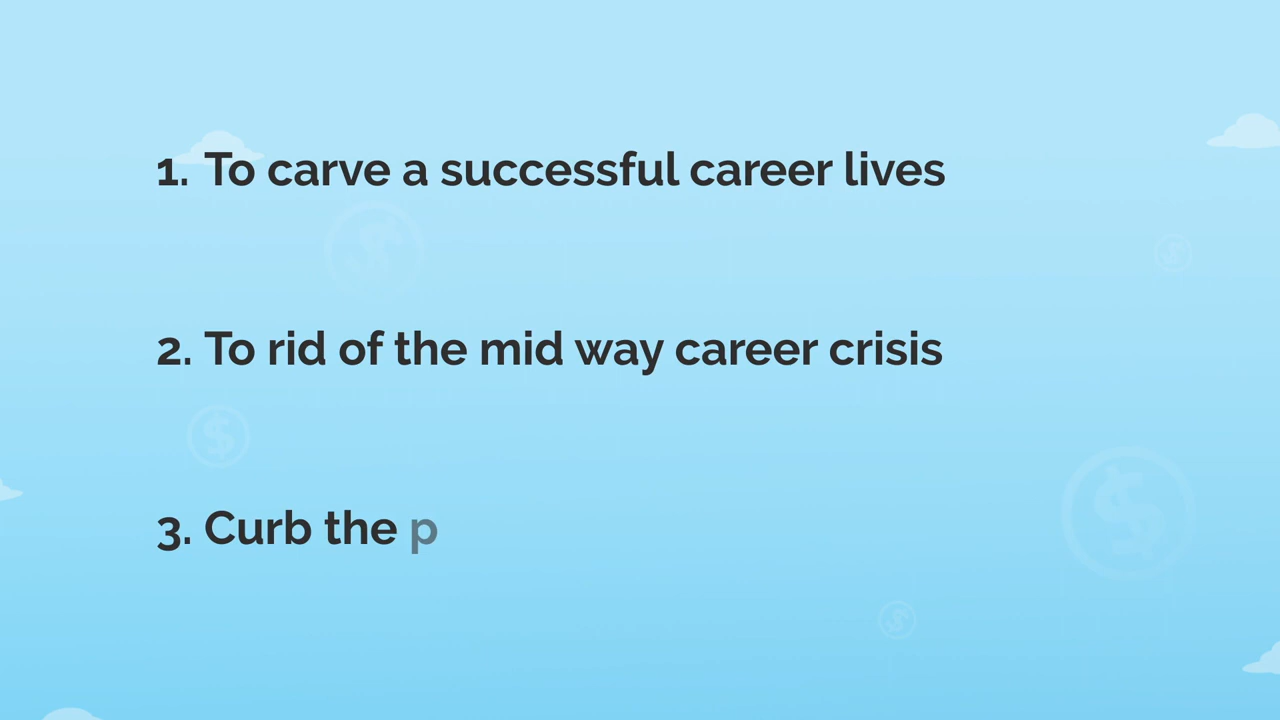 1. To carve a successful career lives
2. To rid of the mid way career crisis
3. Curb the p